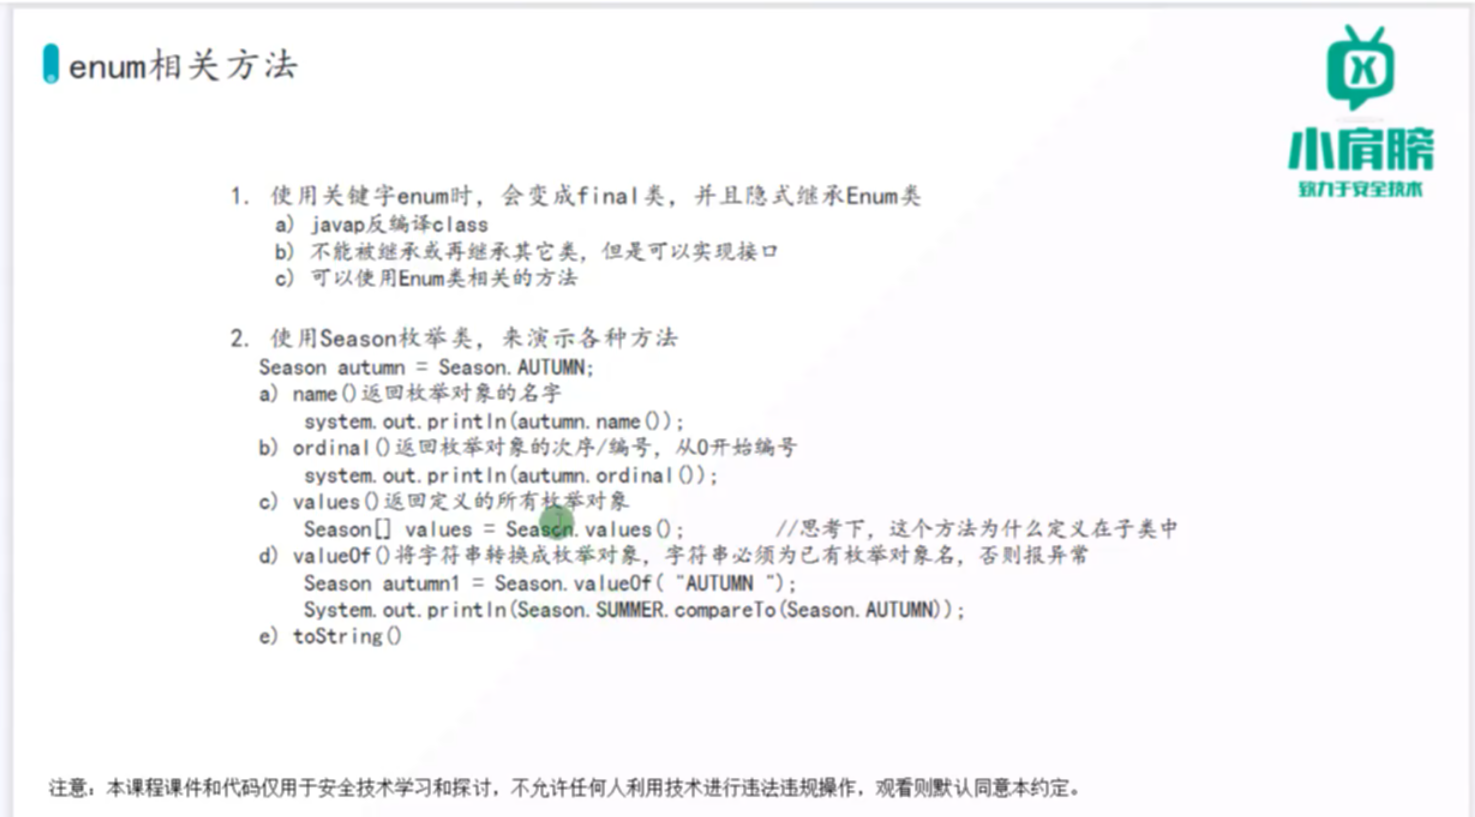 enum相关方法
小肩膀
致力于安全技术
1. 使用关键字enum时，会变成final类，并且隐式继承Enum类
a) javap反编译class
b) 不能被继承或再继承其它类，但是可以实现接口
c) 可以使用Enum类相关的方法
2. 使用Season枚举类，来演示各种方法
Season autumn = Season.AUTUMN;
a) name()返回枚举对象的名字
system.out.println(autumn.name());
b) ordinal()返回枚举对象的次序/编号，从0开始编号
system.out.println(autumn.ordinal());
c) values()返回定义的所有枚举对象
Season[] values = Season.values(); //思考下，这个方法为什么定义在子类中
d) valueOf()将字符串转换成枚举对象，字符串必须为已有枚举对象名，否则报异常
Season autumn1 = Season.valueOf( "AUTUMN ");
System.out.println(Season.SUMMER.compareTo(Season.AUTUMN));
e) toString()
注意：本课程课件和代码仅用于安全技术学习和探讨，不允许任何人利用技术进行违法违规操作，观看则默认同意本约定。